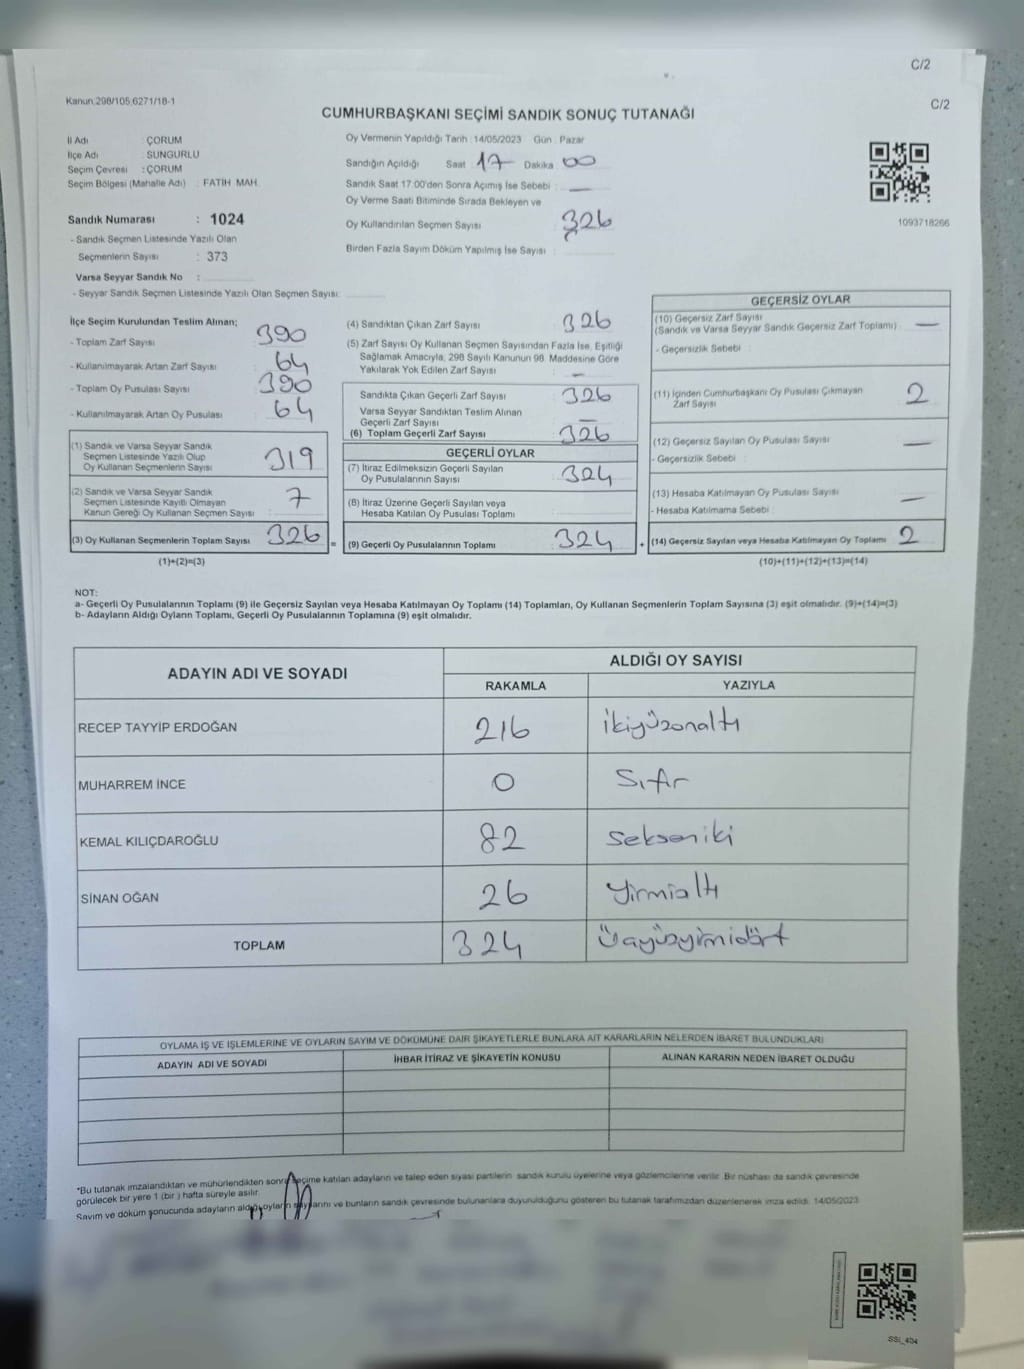 C/2
Kanun:298/105,6271/18-1
C/2
CUMHURBAŞKANI SEÇİMİ SANDIK SONUÇ TUTANAĞI
İl Adı : ÇORUM
İlçe Adı : SUNGURLU
Seçim Çevresi : ÇORUM
Seçim Bölgesi (Mahalle Adı) : FATİH MAH.
Oy Vermenin Yapıldığı Tarih : 14/05/2023 Gün : Pazar
Sandığın Açıldığı Saat : 17 Dakika 00
Sandık Saat 17:00'den Sonra Açımış İse Sebebi : —
Oy Verme Saati Bitiminde Sırada Bekleyen ve
Oy Kullandırılan Seçmen Sayısı : 326
Birden Fazla Sayım Döküm Yapılmış İse Sayısı :
1093718266
Sandık Numarası : 1024
- Sandık Seçmen Listesinde Yazılı Olan
Seçmenlerin Sayısı : 373
Varsa Seyyar Sandık No :
- Seyyar Sandık Seçmen Listesinde Yazılı Olan Seçmen Sayısı:
İlçe Seçim Kurulundan Teslim Alınan;
- Toplam Zarf Sayısı : 390
- Kullanılmayarak Artan Zarf Sayısı : 64
- Toplam Oy Pusulası Sayısı : 390
- Kullanılmayarak Artan Oy Pusulası : 64
(1) Sandık ve Varsa Seyyar Sandık
Seçmen Listesinde Yazılı Olup
Oy Kullanan Seçmenlerin Sayısı : 319
(2) Sandık ve Varsa Seyyar Sandık
Seçmen Listesinde Kayıtlı Olmayan
Kanun Gereği Oy Kullanan Seçmen Sayısı : 7
(3) Oy Kullanan Seçmenlerin Toplam Sayısı 326 =
(1)+(2)=(3)
(4) Sandıktan Çıkan Zarf Sayısı : 326
(5) Zarf Sayısı Oy Kullanan Seçmen Sayısından Fazla İse, Eşitliği
Sağlamak Amacıyla, 298 Sayılı Kanunun 98. Maddesine Göre
Yakılarak Yok Edilen Zarf Sayısı : —
Sandıkta Çıkan Geçerli Zarf Sayısı : 326
Varsa Seyyar Sandıktan Teslim Alınan
Geçerli Zarf Sayısı : —
(6) Toplam Geçerli Zarf Sayısı : 326
GEÇERLİ OYLAR
(7) İtiraz Edilmeksizin Geçerli Sayılan
Oy Pusulalarının Sayısı : 324
(8) İtiraz Üzerine Geçerli Sayılan veya
Hesaba Katılan Oy Pusulası Toplamı :
(9) Geçerli Oy Pusulalarının Toplamı : 324 +
GEÇERSİZ OYLAR
(10) Geçersiz Zarf Sayısı
(Sandık ve Varsa Seyyar Sandık Geçersiz Zarf Toplamı) : —
- Geçersizlik Sebebi :
(11) İçinden Cumhurbaşkanı Oy Pusulası Çıkmayan
Zarf Sayısı : 2
(12) Geçersiz Sayılan Oy Pusulası Sayısı : —
- Geçersizlik Sebebi :
(13) Hesaba Katılmayan Oy Pusulası Sayısı : —
- Hesaba Katılmama Sebebi :
(14) Geçersiz Sayılan veya Hesaba Katılmayan Oy Toplamı : 2
(10)+(11)+(12)+(13)=(14)
NOT:
a- Geçerli Oy Pusulalarının Toplamı (9) ile Geçersiz Sayılan veya Hesaba Katılmayan Oy Toplamı (14) Toplamları, Oy Kullanan Seçmenlerin Toplam Sayısına (3) eşit olmalıdır. (9)+(14)=(3)
b- Adayların Aldığı Oyların Toplamı, Geçerli Oy Pusulalarının Toplamına (9) eşit olmalıdır.
ADAYIN ADI VE SOYADI ALDIĞI OY SAYISI
RAKAMLA YAZIYLA
RECEP TAYYİP ERDOĞAN 216 ikiyüzonaltı
MUHARREM İNCE 0 Sıfır
KEMAL KILIÇDAROĞLU 82 Seksoniki
SİNAN OĞAN 26 Yirmialtı
TOPLAM 324 Üçyüzyirmidört
OYLAMA İŞ VE İŞLEMLERİNE VE OYLARIN SAYIM VE DÖKÜMÜNE DAİR ŞİKAYETLERLE BUNLARA AİT KARARLARIN NELERDEN İBARET BULUNDUKLARI
ADAYIN ADI VE SOYADI İHBAR İTİRAZ VE ŞİKAYETİN KONUSU ALINAN KARARIN NEDEN İBARET OLDUĞU
*Bu tutanak imzalandıktan ve mühürlendikten sonra seçime katılan adayların ve talep eden siyasi partilerin sandık kurulu üyelerine veya gözlemcilerine verilir. Bir nüshası da sandık çevresinde
görülecek bir yere 1 (bir ) hafta süreyle asılır.
Sayım ve döküm sonucunda adayların aldığı oyların sayılarını ve bunların sandık çevresinde bulunanlara duyurulduğunu gösteren bu tutanak tarafımızdan düzenlenerek imza edildi. 14/05/2023
SSİ_404